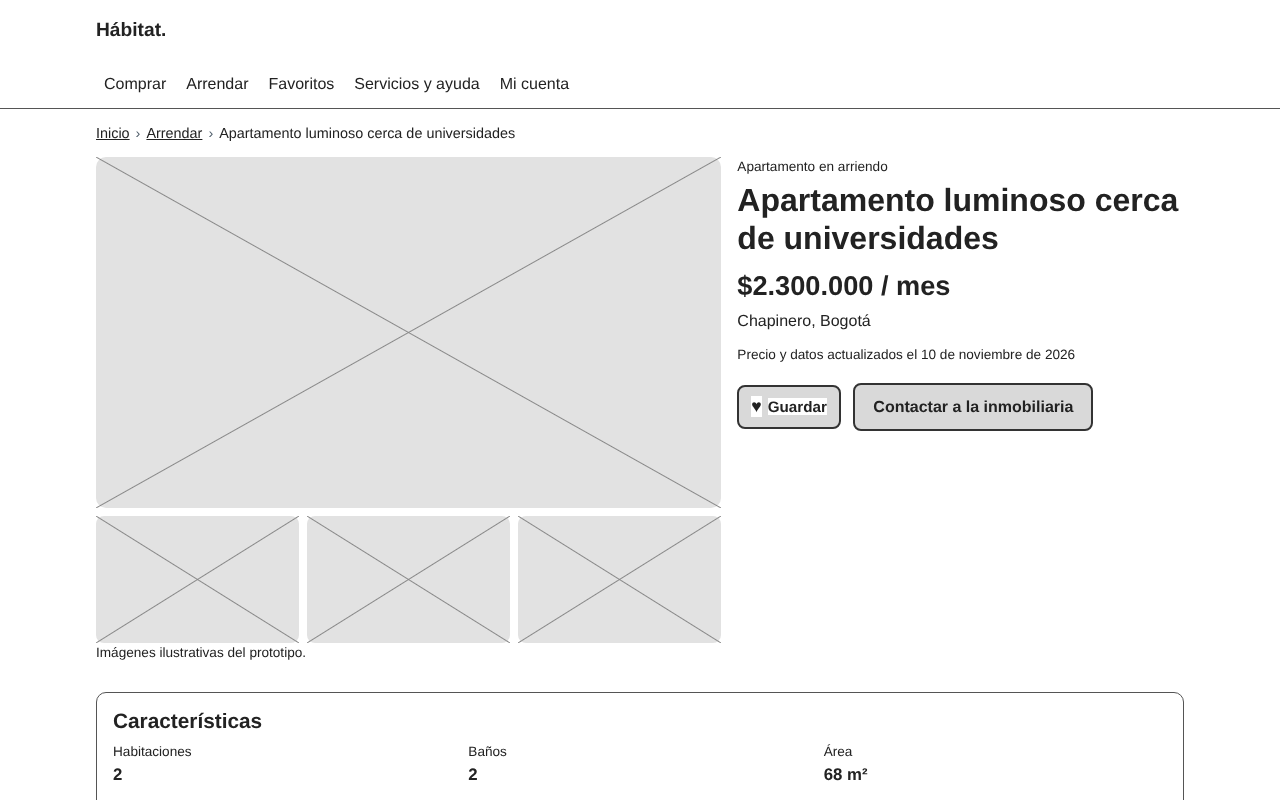 Hábitat.
Comprar Arrendar Favoritos Servicios y ayuda Mi cuenta
Inicio › Arrendar › Apartamento luminoso cerca de universidades
Apartamento en arriendo
Apartamento luminoso cerca
de universidades
$2.300.000 / mes
Chapinero, Bogotá
Precio y datos actualizados el 10 de noviembre de 2026
♥ Guardar
Contactar a la inmobiliaria
Imágenes ilustrativas del prototipo.
Características
Habitaciones
2
Baños
2
Área
68 m²